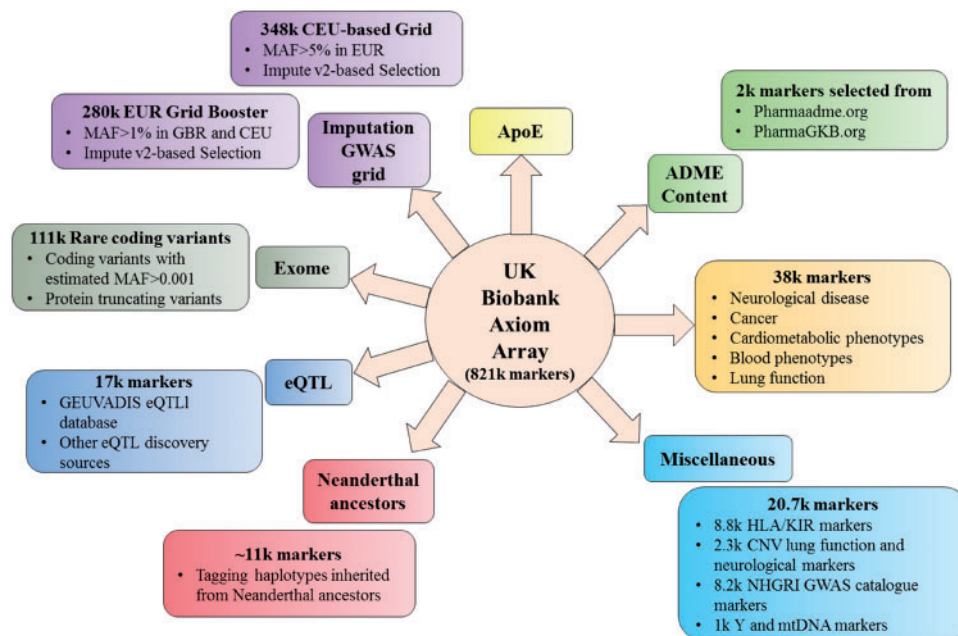 348k CEU-based Grid
• MAF>5% in EUR
• Impute v2-based Selection
280k EUR Grid Booster
• MAF>1% in GBR and CEU
• Impute v2-based Selection
Imputation
GWAS
grid
ApoE
2k markers selected from
• Pharmaadme.org
• PharmaGKB.org
ADME
Content
111k Rare coding variants
• Coding variants with
estimated MAF>0.001
• Protein truncating variants
Exome
UK
Biobank
Axiom
Array
(821k markers)
38k markers
• Neurological disease
• Cancer
• Cardiometabolic phenotypes
• Blood phenotypes
• Lung function
17k markers
• GEUVADIS eQTL1
database
• Other eQTL discovery
sources
eQTL
Neanderthal
ancestors
~11k markers
• Tagging haplotypes inherited
from Neanderthal ancestors
Miscellaneous
20.7k markers
• 8.8k HLA/KIR markers
• 2.3k CNV lung function and
neurological markers
• 8.2k NHGRI GWAS catalogue
markers
• 1k Y and mtDNA markers